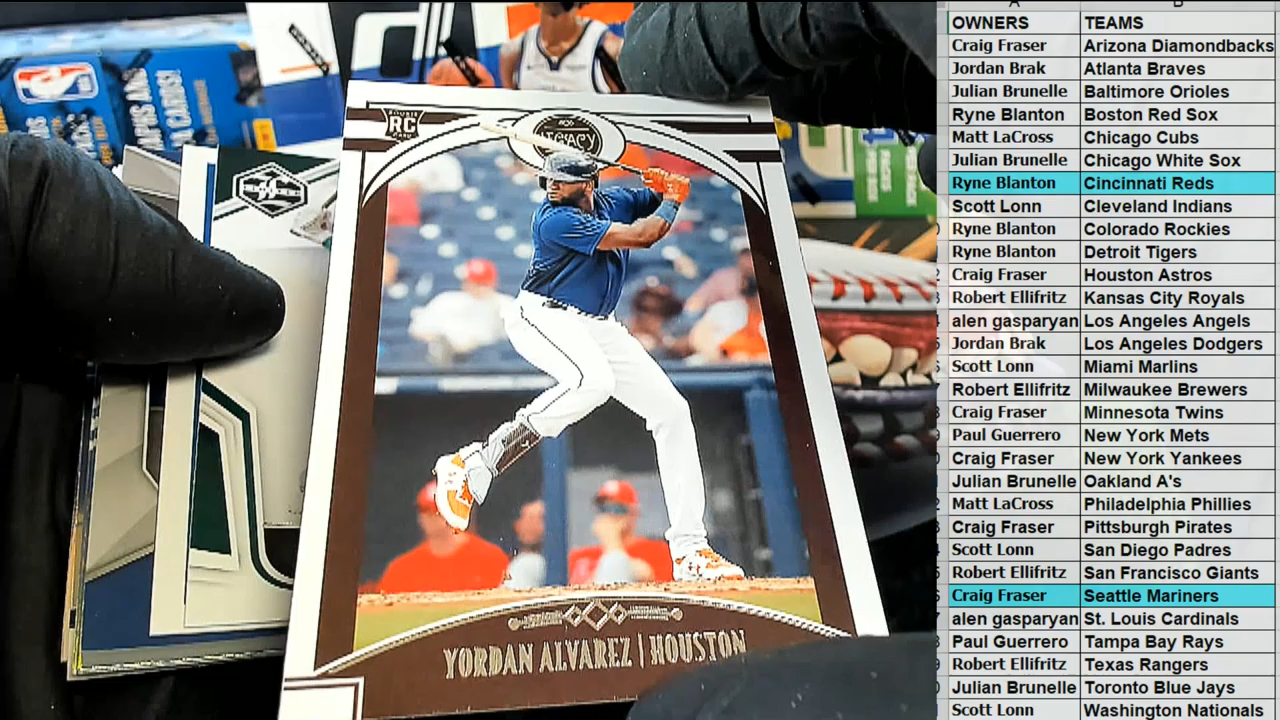 OWNERS TEAMS
Craig Fraser Arizona Diamondbacks
Jordan Brak Atlanta Braves
Julian Brunelle Baltimore Orioles
Ryne Blanton Boston Red Sox
Matt LaCross Chicago Cubs
Julian Brunelle Chicago White Sox
Ryne Blanton Cincinnati Reds
Scott Lonn Cleveland Indians
Ryne Blanton Colorado Rockies
Ryne Blanton Detroit Tigers
Craig Fraser Houston Astros
Robert Ellifritz Kansas City Royals
alen gasparyan Los Angeles Angels
Jordan Brak Los Angeles Dodgers
Scott Lonn Miami Marlins
Robert Ellifritz Milwaukee Brewers
Craig Fraser Minnesota Twins
Paul Guerrero New York Mets
Craig Fraser New York Yankees
Julian Brunelle Oakland A's
Matt LaCross Philadelphia Phillies
Craig Fraser Pittsburgh Pirates
Scott Lonn San Diego Padres
Robert Ellifritz San Francisco Giants
Craig Fraser Seattle Mariners
alen gasparyan St. Louis Cardinals
Paul Guerrero Tampa Bay Rays
Robert Ellifritz Texas Rangers
Julian Brunelle Toronto Blue Jays
Scott Lonn Washington Nationals
NBA
RC
LEGACY
YORDAN ALVAREZ | HOUSTON